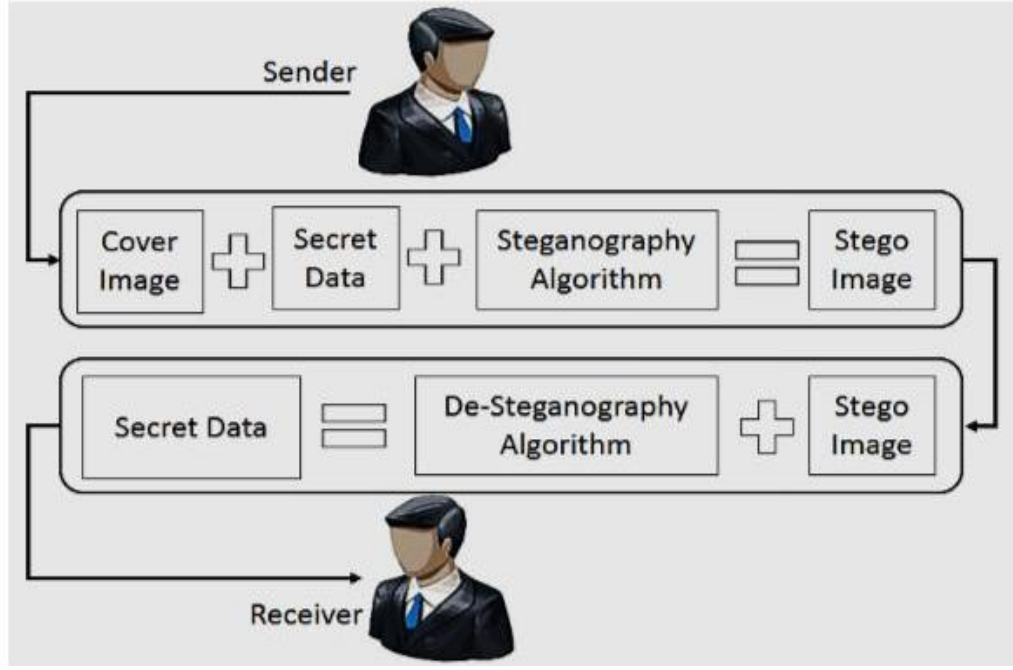 Sender
Cover
Image
Secret
Data
Steganography
Algorithm
Stego
Image
Secret Data
De-Steganography
Algorithm
Stego
Image
Receiver